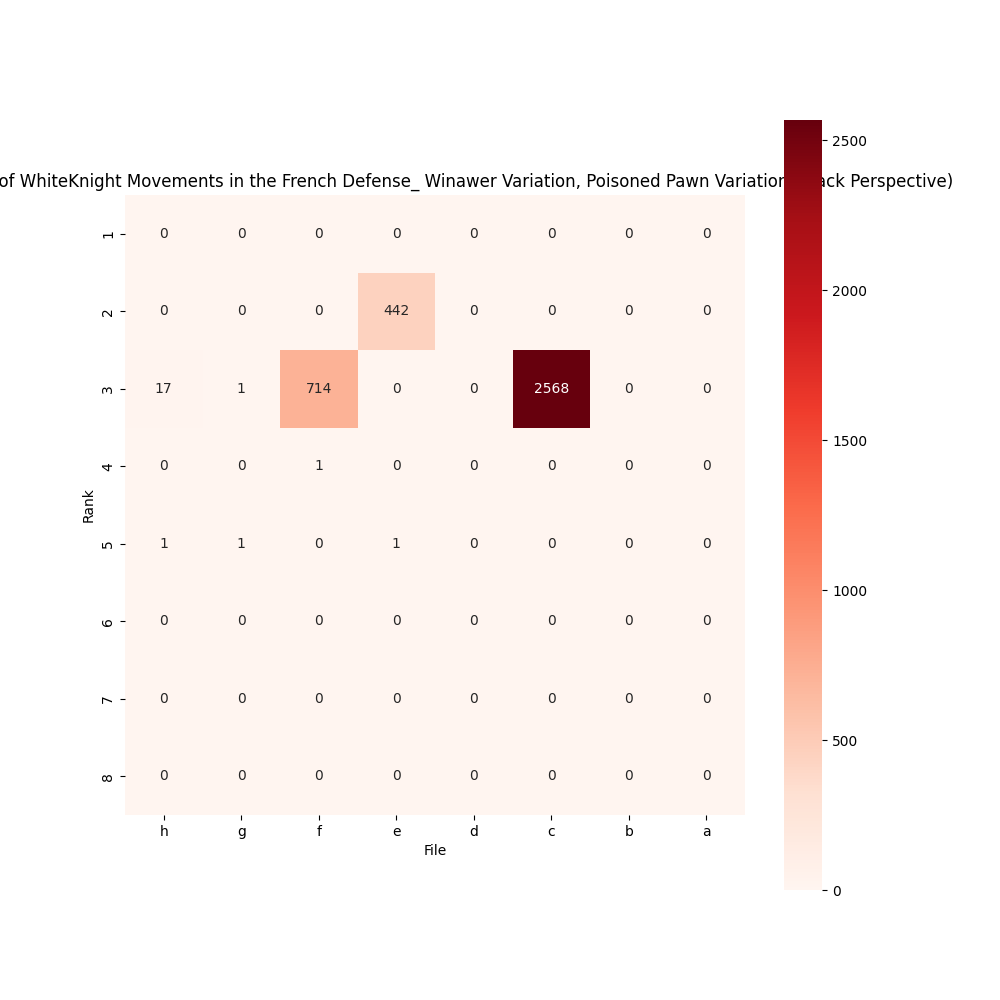 2500
of WhiteKnight Movements in the French Defense_ Winawer Variation, Poisoned Pawn Variation Perspective)
1 0 0 0 0 0 0 0 0
2000
2 0 0 0 442 0 0 0 0
3 17 1 714 0 0 2568 0 0
1500
4 0 0 1 0 0 0 0 0
Rank
5 1 1 0 1 0 0 0 0
1000
6 0 0 0 0 0 0 0 0
7 0 0 0 0 0 0 0 0
500
8 0 0 0 0 0 0 0 0
h g f e d c b a
File
0